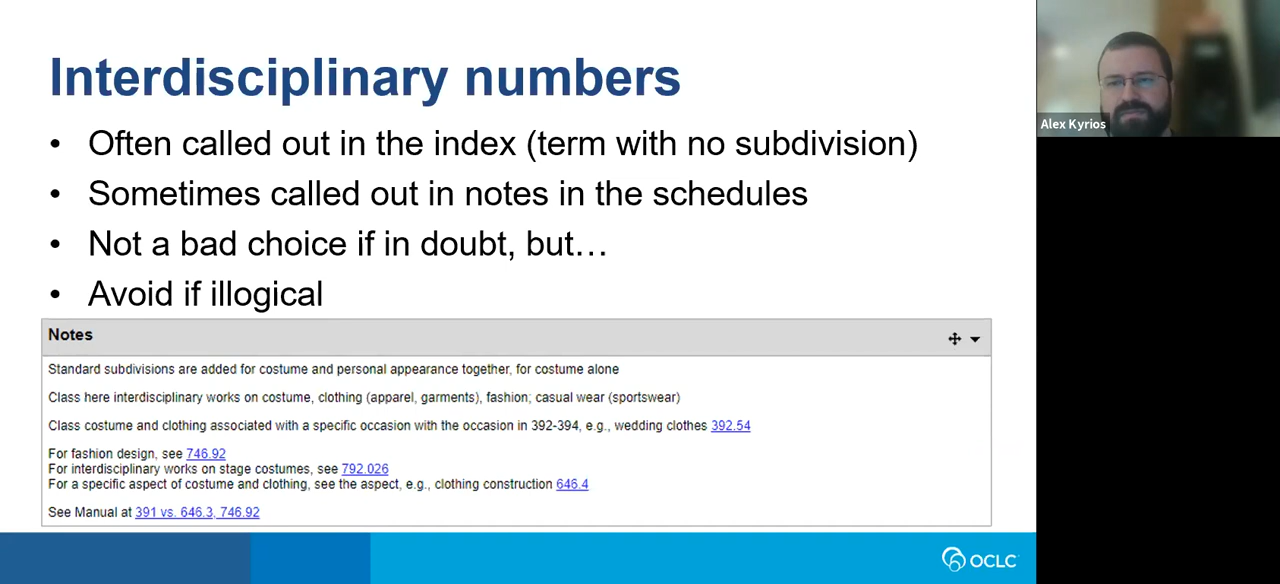 Interdisciplinary numbers
• Often called out in the index (term with no subdivision)
• Sometimes called out in notes in the schedules
• Not a bad choice if in doubt, but…
• Avoid if illogical
Notes
Standard subdivisions are added for costume and personal appearance together, for costume alone
Class here interdisciplinary works on costume, clothing (apparel, garments), fashion; casual wear (sportswear)
Class costume and clothing associated with a specific occasion with the occasion in 392-394, e.g., wedding clothes 392.54
For fashion design, see 746.92
For interdisciplinary works on stage costumes, see 792.026
For a specific aspect of costume and clothing, see the aspect, e.g., clothing construction 646.4
See Manual at 391 vs. 646.3, 746.92
OCLC
Alex Kyrios